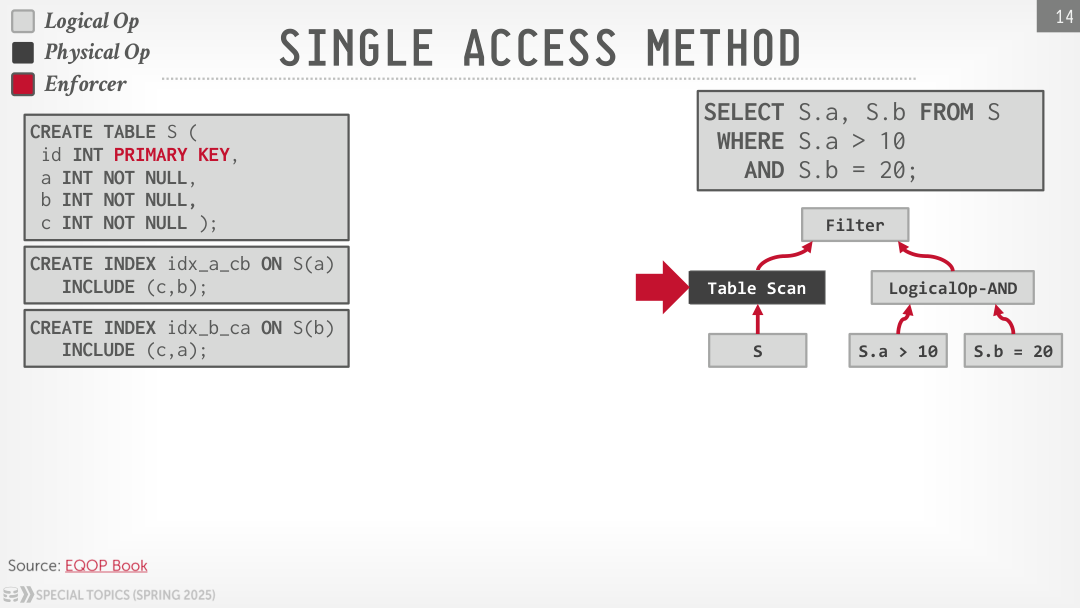 Logical Op
Physical Op
Enforcer
SINGLE ACCESS METHOD
14
CREATE TABLE S (
id INT PRIMARY KEY,
a INT NOT NULL,
b INT NOT NULL,
c INT NOT NULL );
CREATE INDEX idx_a_cb ON S(a)
INCLUDE (c,b);
CREATE INDEX idx_b_ca ON S(b)
INCLUDE (c,a);
SELECT S.a, S.b FROM S
WHERE S.a > 10
AND S.b = 20;
Filter
Table Scan
LogicalOp-AND
S
S.a > 10
S.b = 20
Source: EQOP Book
SPECIAL TOPICS (SPRING 2025)